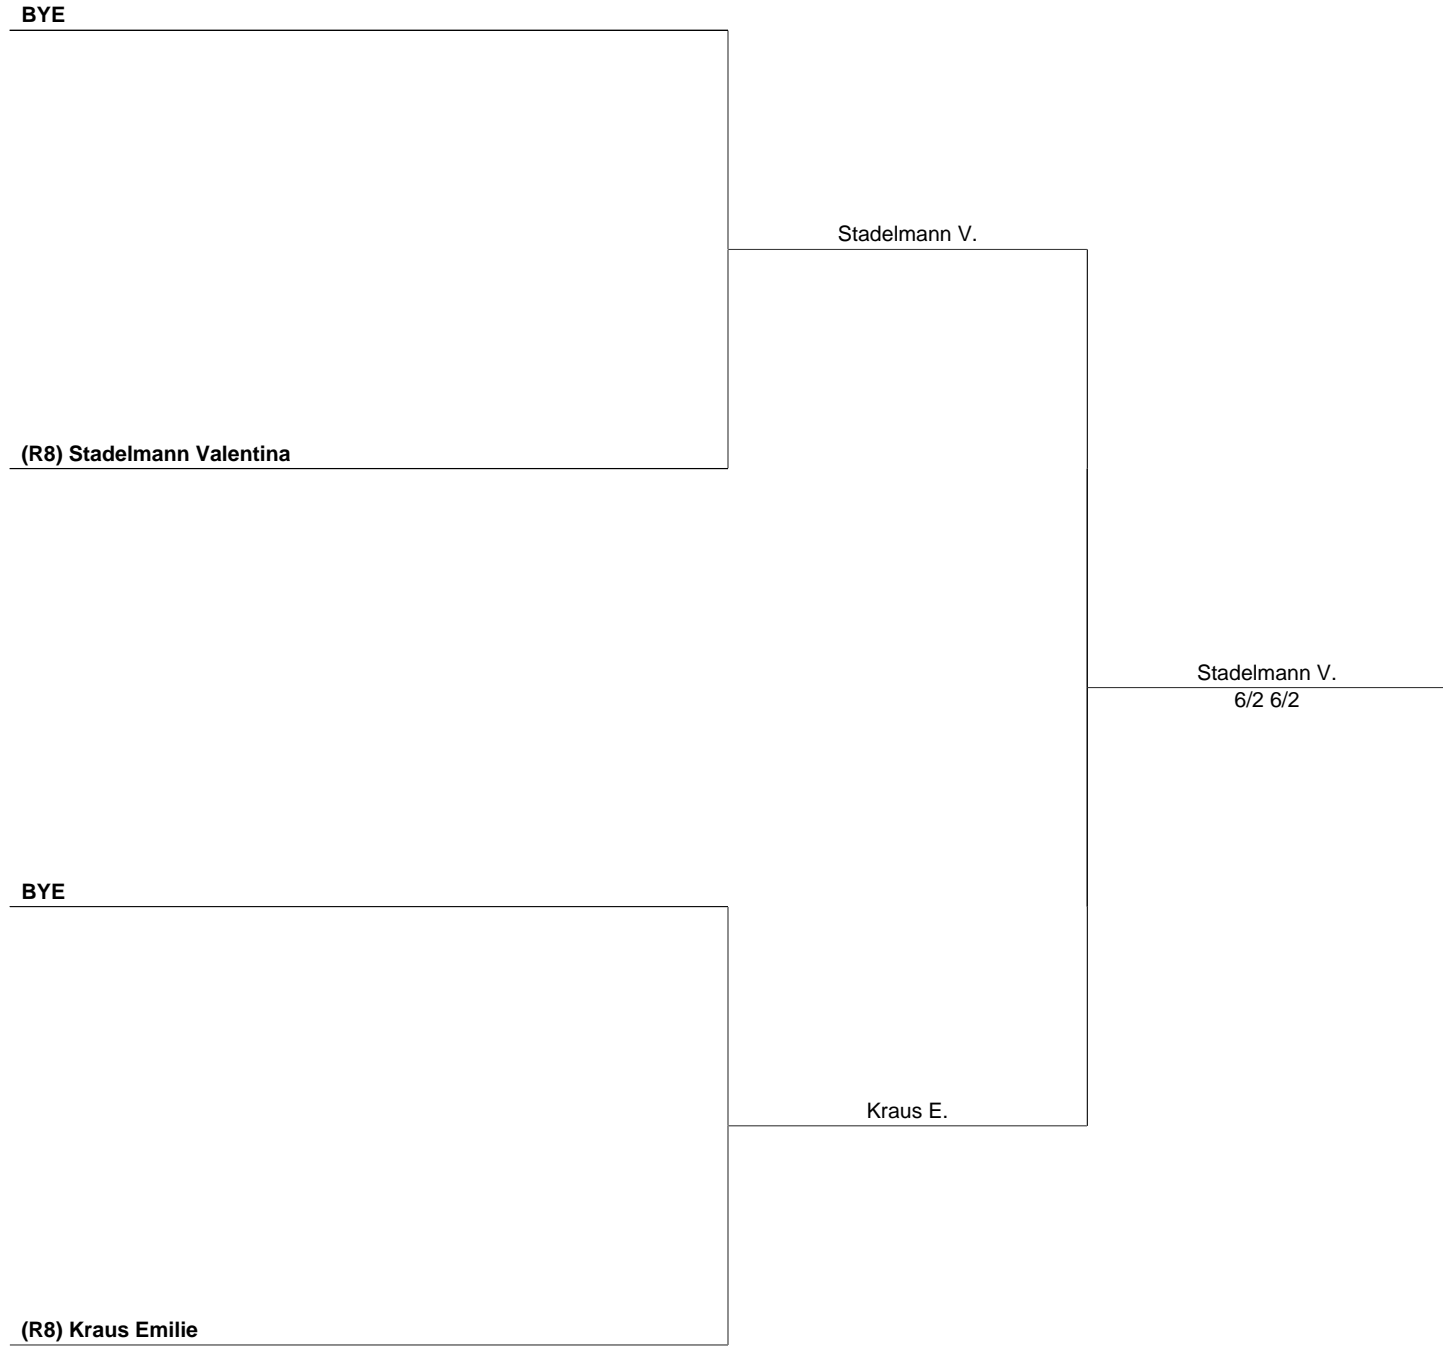 BYE
Stadelmann V.
(R8) Stadelmann Valentina
Stadelmann V.
6/2 6/2
BYE
Kraus E.
(R8) Kraus Emilie